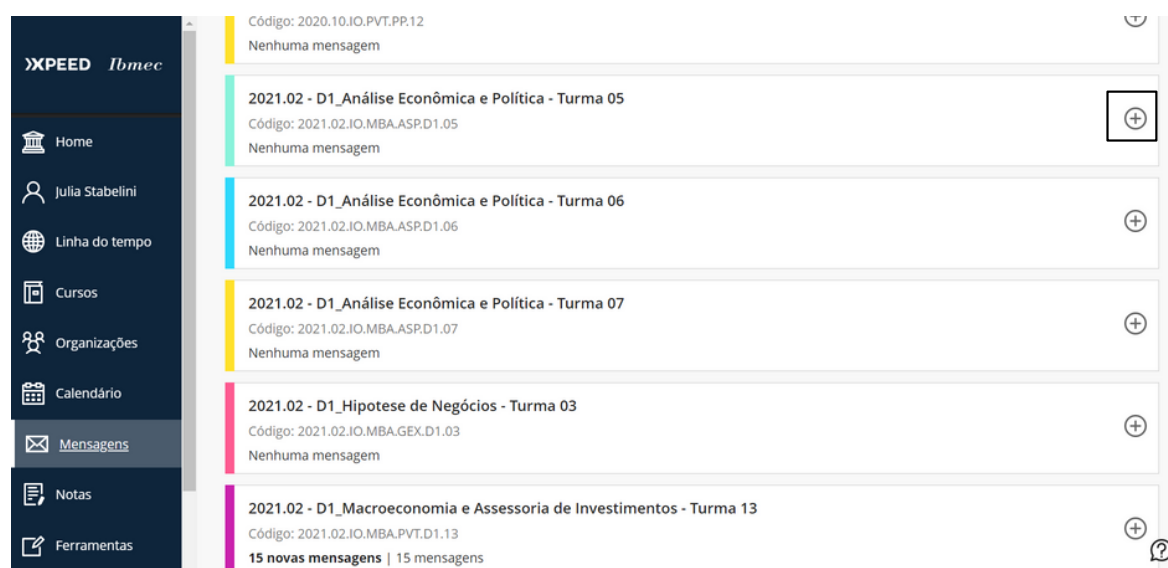 XPEED Ibmec
Home
Julia Stabelini
Linha do tempo
Cursos
Organizações
Calendário
Mensagens
Notas
Ferramentas
Código: 2020.10.IO.PVT.PP.12
Nenhuma mensagem
2021.02 - D1_Análise Econômica e Política - Turma 05
Código: 2021.02.IO.MBA.ASP.D1.05
Nenhuma mensagem
2021.02 - D1_Análise Econômica e Política - Turma 06
Código: 2021.02.IO.MBA.ASP.D1.06
Nenhuma mensagem
2021.02 - D1_Análise Econômica e Política - Turma 07
Código: 2021.02.IO.MBA.ASP.D1.07
Nenhuma mensagem
2021.02 - D1_Hipotese de Negócios - Turma 03
Código: 2021.02.IO.MBA.GEX.D1.03
Nenhuma mensagem
2021.02 - D1_Macroeconomia e Assessoria de Investimentos - Turma 13
Código: 2021.02.IO.MBA.PVT.D1.13
15 novas mensagens | 15 mensagens